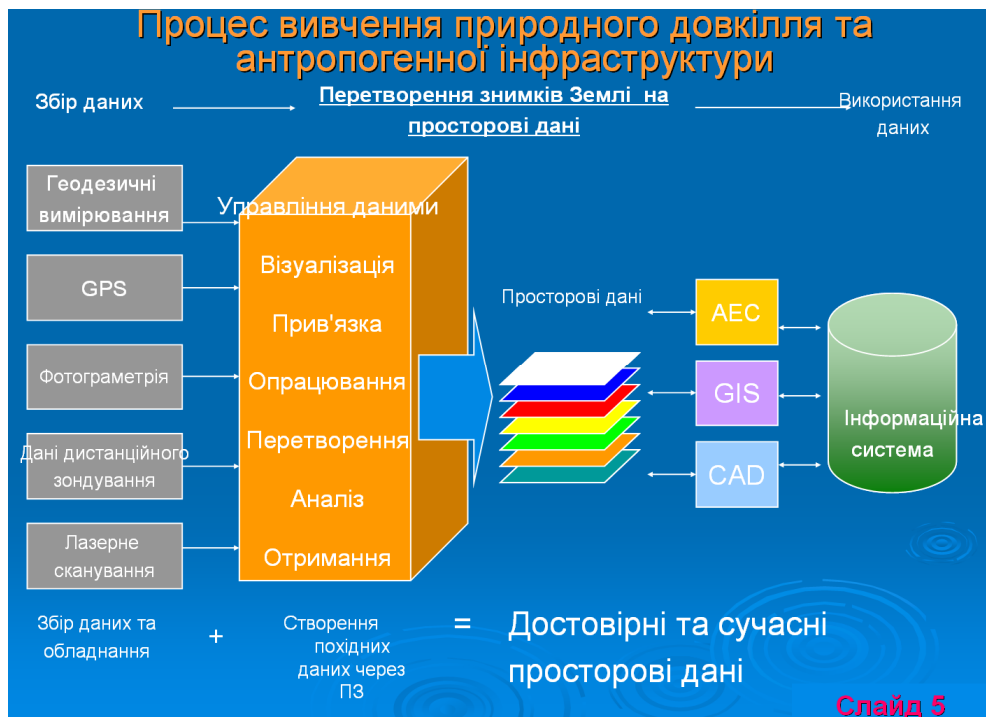 Процес вивчення природного довкілля та
антропогенної інфраструктури
Збір даних
Перетворення знимків Землі на
просторові дані
Використання
даних
Геодезичні
вимірювання
GPS
Фотограметрія
Дані дистанційного
зондування
Лазерне
сканування
Управління даними
Візуалізація
Прив'язка
Опрацювання
Перетворення
Аналіз
Отримання
Просторові дані
AEC
GIS
CAD
Інформаційна
система
Збір даних та
обладнання
+
Створення
похідних
даних через
ПЗ
=
Достовірні та сучасні
просторові дані
Слайд 5